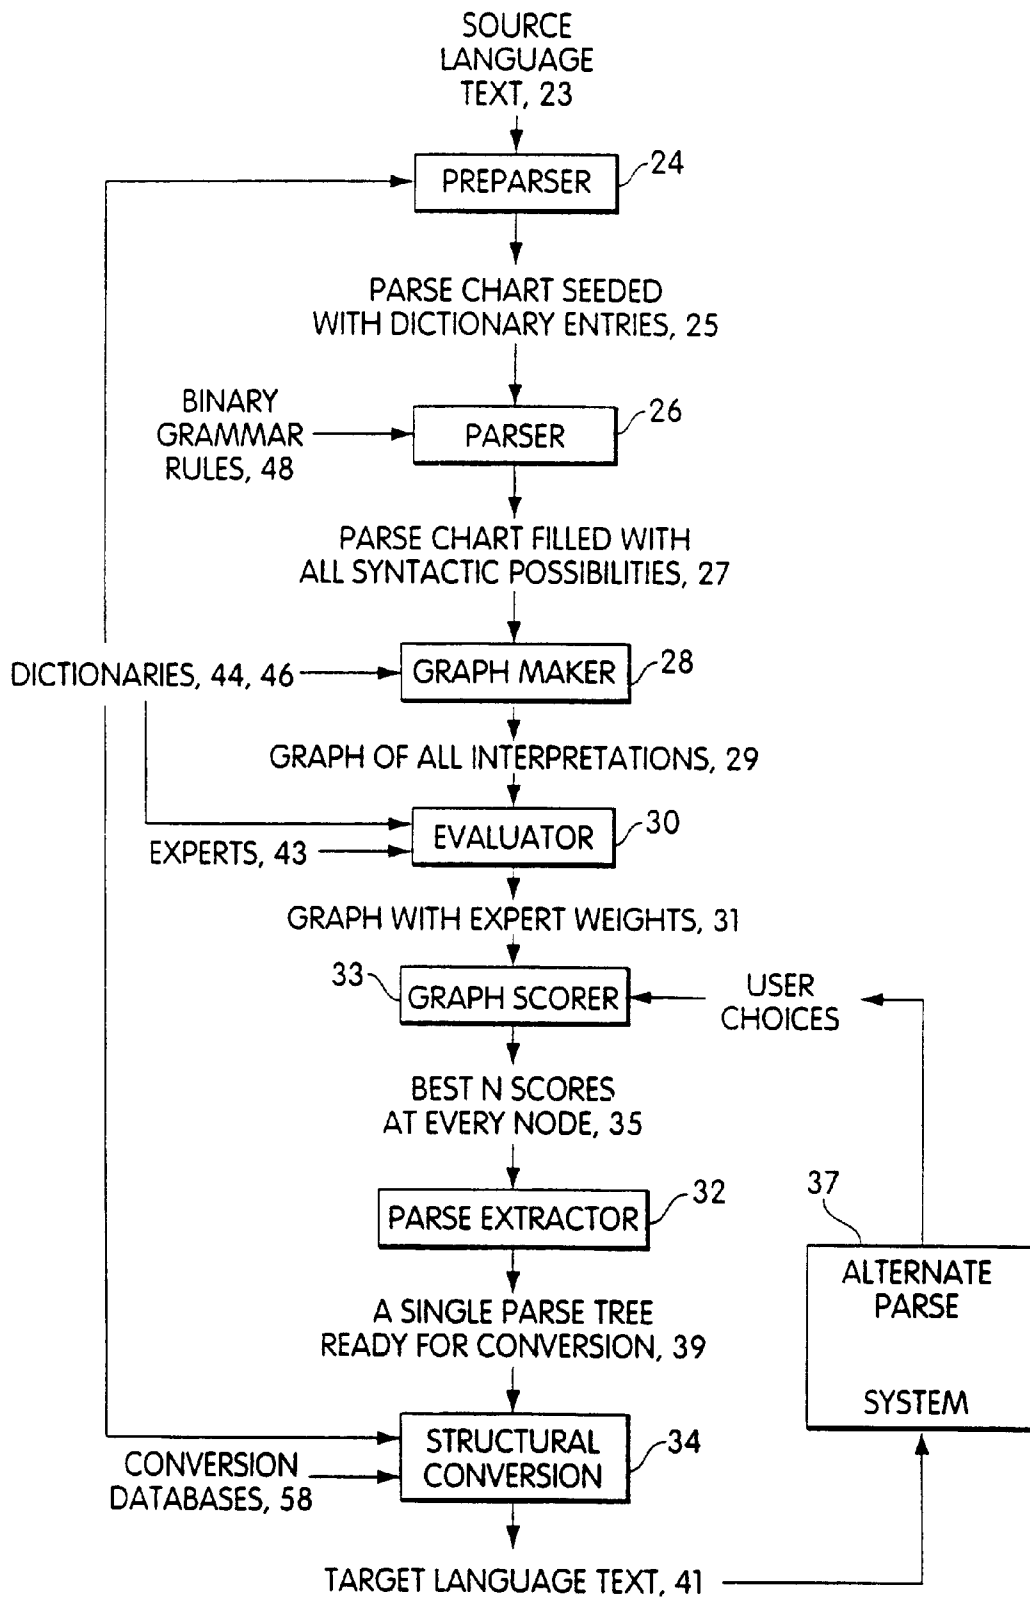 SOURCE
LANGUAGE
TEXT, 23
PREPARSER
24
PARSE CHART SEEDED
WITH DICTIONARY ENTRIES, 25
BINARY
GRAMMAR
RULES, 48
PARSER
26
PARSE CHART FILLED WITH
ALL SYNTACTIC POSSIBILITIES, 27
DICTIONARIES, 44, 46
GRAPH MAKER
28
GRAPH OF ALL INTERPRETATIONS, 29
EVALUATOR
30
EXPERTS, 43
GRAPH WITH EXPERT WEIGHTS, 31
33
GRAPH SCORER
USER
CHOICES
BEST N SCORES
AT EVERY NODE, 35
PARSE EXTRACTOR
32
37
ALTERNATE
PARSE
SYSTEM
A SINGLE PARSE TREE
READY FOR CONVERSION, 39
STRUCTURAL
CONVERSION
34
CONVERSION
DATABASES, 58
TARGET LANGUAGE TEXT, 41